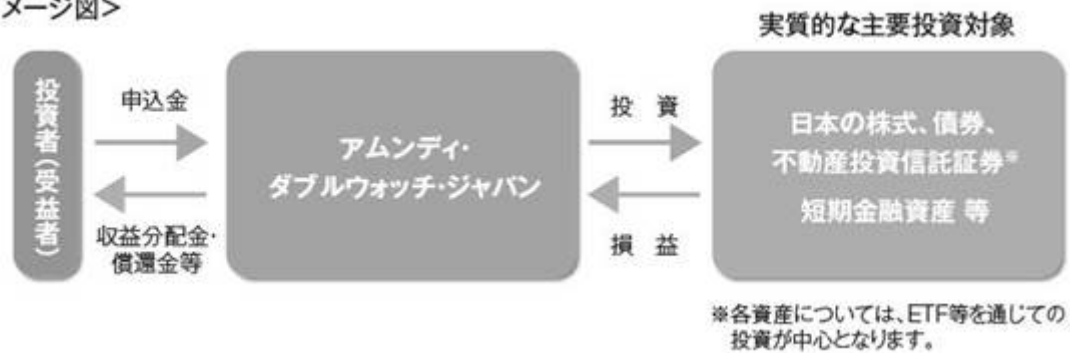 メージ図>
実質的な主要投資対象
投資者(受益者)
申込金
収益分配金・
償還金等
アムンディ・
ダブルウォッチ・ジャパン
投 資
損 益
日本の株式、債券、
不動産投資信託証券※
短期金融資産 等
※各資産については、ETF等を通じての
投資が中心となります。